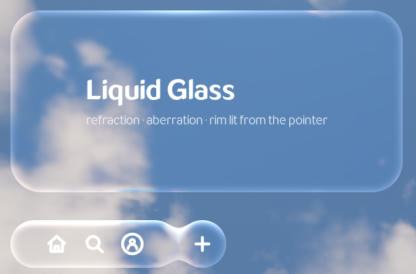 Liquid Glass
refraction · aberration · rim lit from the pointer